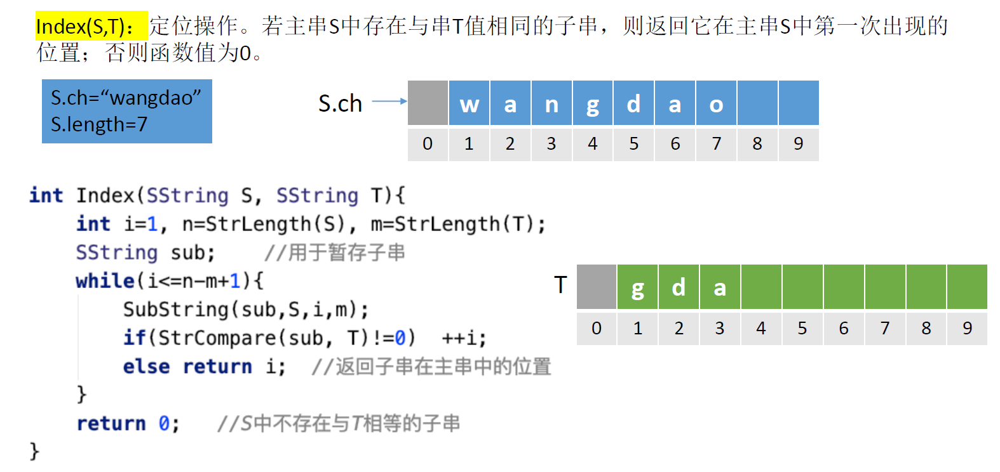 Index(S,T)：定位操作。若主串S中存在与串T值相同的子串，则返回它在主串S中第一次出现的
位置；否则函数值为0。
S.ch=“wangdao”
S.length=7
S.ch
w a n g d a o
0 1 2 3 4 5 6 7 8 9
int Index(SString S, SString T){
    int i=1, n=StrLength(S), m=StrLength(T);
    SString sub;    //用于暂存子串
    while(i<=n-m+1){
        SubString(sub,S,i,m);
        if(StrCompare(sub, T)!=0)  ++i;
        else return i;  //返回子串在主串中的位置
    }
    return 0;   //S中不存在与T相等的子串
}
T
g d a
0 1 2 3 4 5 6 7 8 9